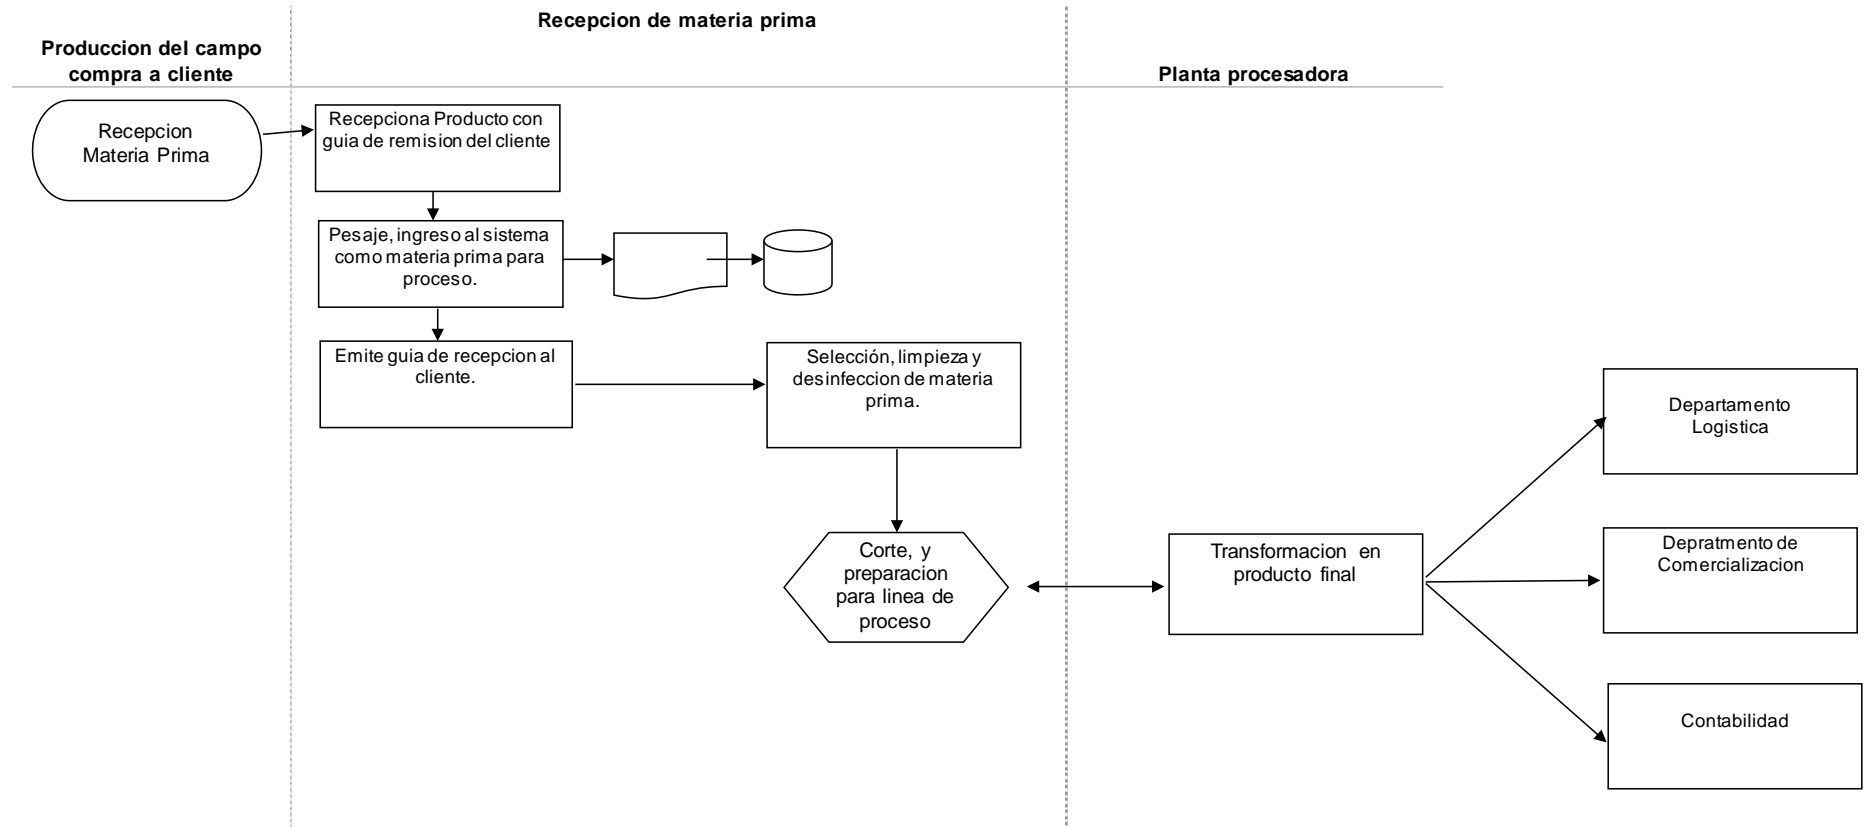 Recepcion de materia prima
Produccion del campo
compra a cliente
Planta procesadora
Recepcion
Materia Prima
Recepciona Producto con
guia de remision del cliente
Pesaje, ingreso al sistema
como materia prima para
proceso.
Emite guia de recepcion al
cliente.
Selección, limpieza y
desinfeccion de materia
prima.
Corte, y
preparacion
para linea de
proceso
Transformacion en
producto final
Departamento
Logistica
Depratmento de
Comercializacion
Contabilidad